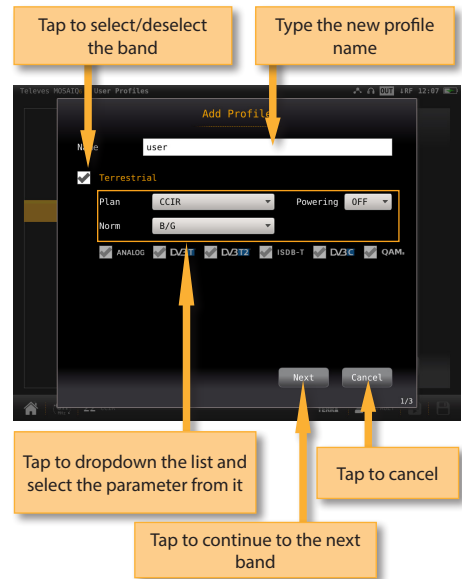 Tap to select/deselect
the band
Type the new profile
name
Televes MOSAIQ
User Profiles
OUT
↓RF
12:07
Add Profile
user
Terrestrial
Plan
CCIR
Powering
OFF
Norm
B/G
ANALOG
DVB T
DVB T2
ISDB-T
DVB C
QAM
Next
Cancel
1/3
Tap to dropdown the list and
select the parameter from it
Tap to cancel
Tap to continue to the next
band